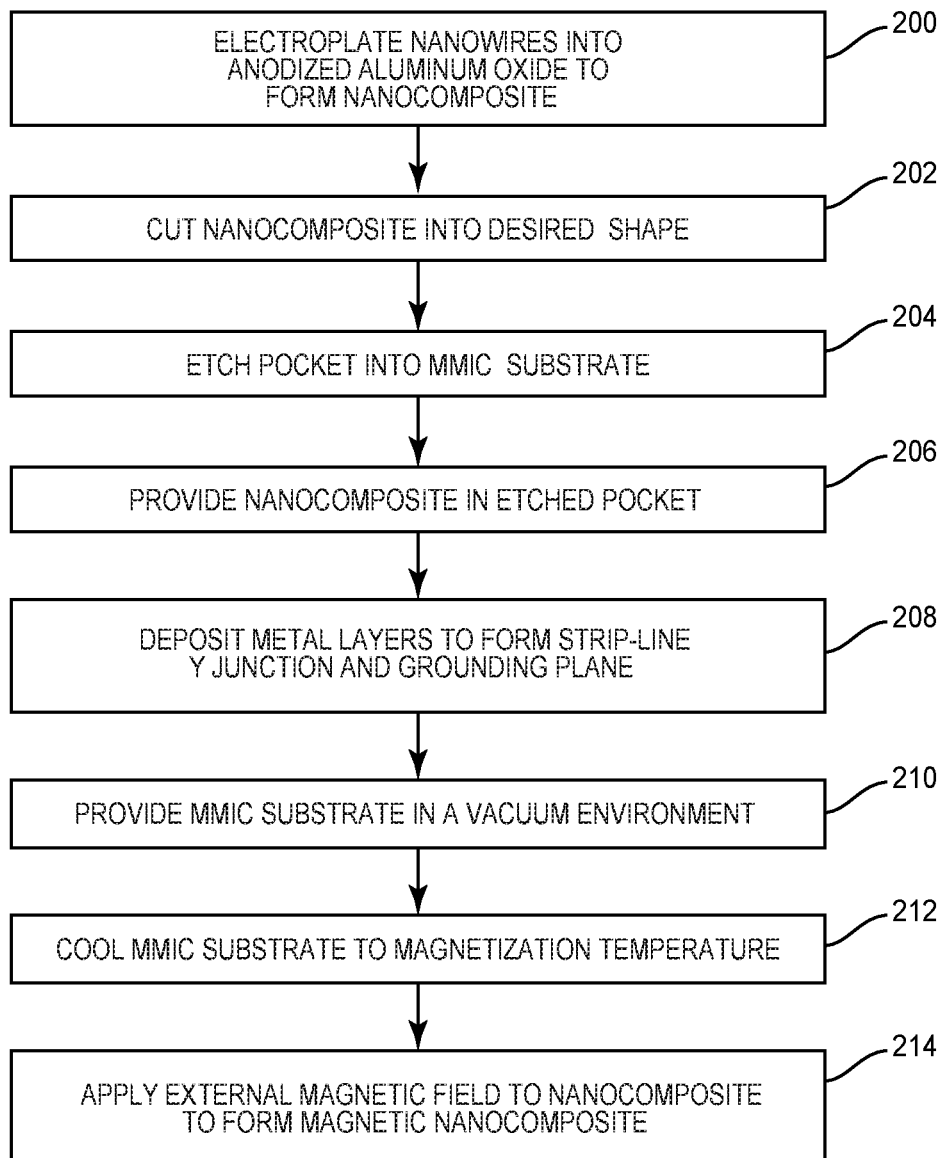 200
ELECTROPLATE NANOWIRES INTO
ANODIZED ALUMINUM OXIDE TO
FORM NANOCOMPOSITE
202
CUT NANOCOMPOSITE INTO DESIRED SHAPE
204
ETCH POCKET INTO MMIC SUBSTRATE
206
PROVIDE NANOCOMPOSITE IN ETCHED POCKET
208
DEPOSIT METAL LAYERS TO FORM STRIP-LINE
Y JUNCTION AND GROUNDING PLANE
210
PROVIDE MMIC SUBSTRATE IN A VACUUM ENVIRONMENT
212
COOL MMIC SUBSTRATE TO MAGNETIZATION TEMPERATURE
214
APPLY EXTERNAL MAGNETIC FIELD TO NANOCOMPOSITE
TO FORM MAGNETIC NANOCOMPOSITE